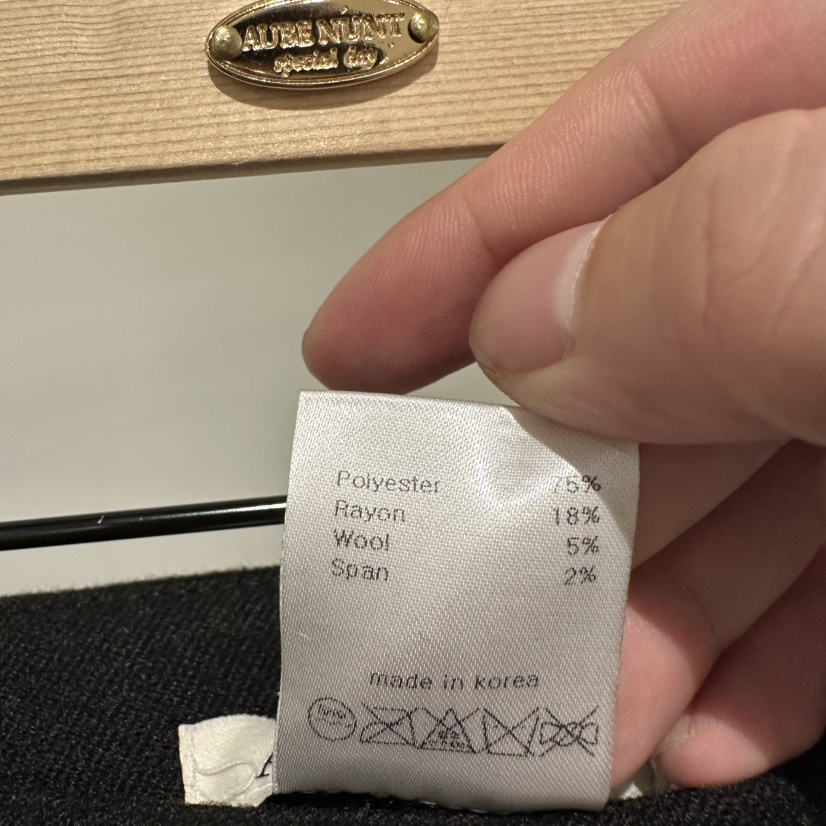 AUBE NUNT
special day
Polyester 75%
Rayon 18%
Wool 5%
Span 2%
made in korea